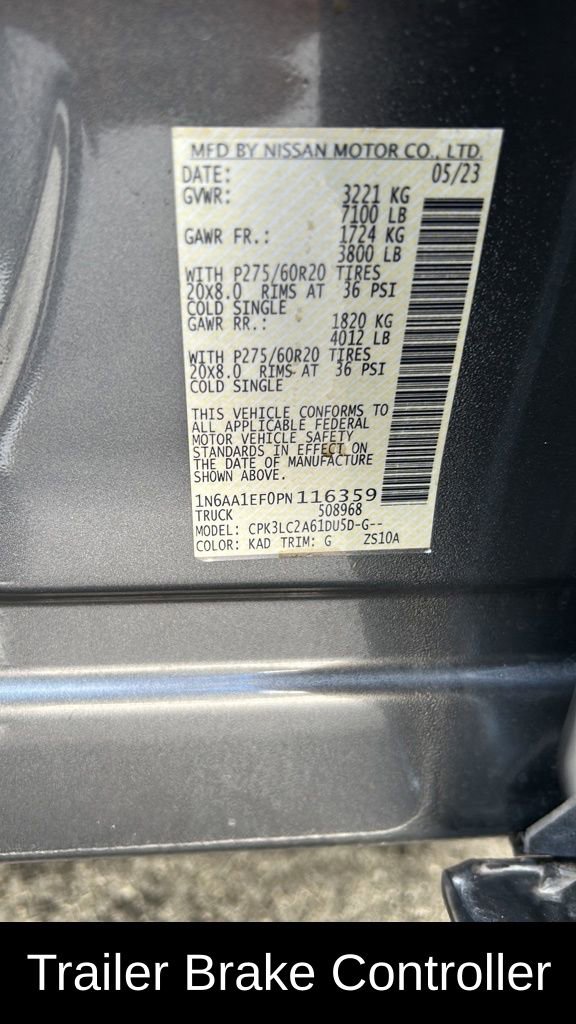 MFD BY NISSAN MOTOR CO., LTD.
DATE: 05/23
GVWR: 3221 KG
7100 LB
GAWR FR.: 1724 KG
3800 LB
WITH P275/60R20 TIRES
20X8.0 RIMS AT 36 PSI
COLD SINGLE
GAWR RR.: 1820 KG
4012 LB
WITH P275/60R20 TIRES
20X8.0 RIMS AT 36 PSI
COLD SINGLE
THIS VEHICLE CONFORMS TO
ALL APPLICABLE FEDERAL
MOTOR VEHICLE SAFETY
STANDARDS IN EFFECT ON
THE DATE OF MANUFACTURE
SHOWN ABOVE.
1N6AA1EF0PN116359
TRUCK 508968
MODEL: CPK3LC2A61DU5D-G--
COLOR: KAD TRIM: G ZS10A
Trailer Brake Controller